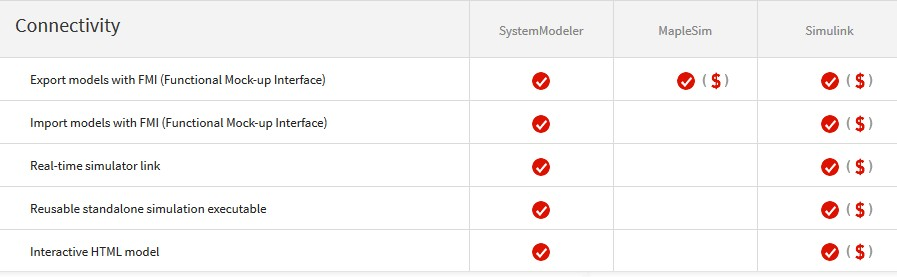 Connectivity SystemModeler MapleSim Simulink
Export models with FMI (Functional Mock-up Interface) ($) ($)
Import models with FMI (Functional Mock-up Interface) ($)
Real-time simulator link ($)
Reusable standalone simulation executable ($)
Interactive HTML model ($)